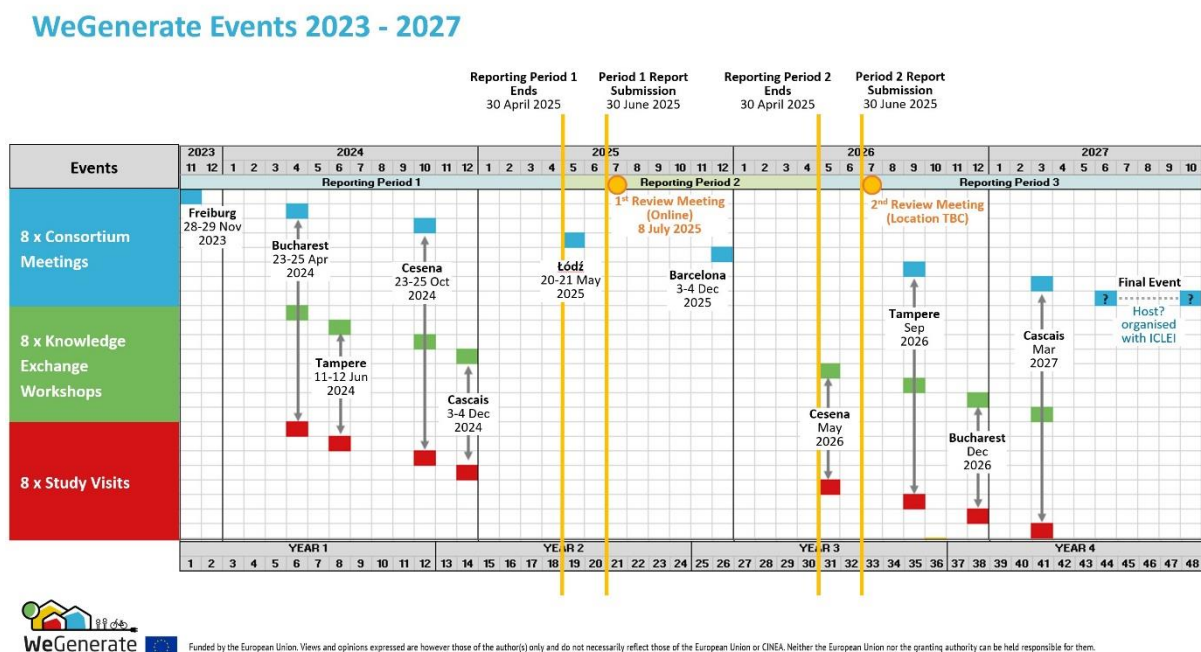 WeGenerate Events 2023 - 2027
Reporting Period 1
Ends
30 April 2025
Period 1 Report
Submission
30 June 2025
Reporting Period 2
Ends
30 April 2025
Period 2 Report
Submission
30 June 2025
Events
2023 2024 2025 2026 2027
11 12 1 2 3 4 5 6 7 8 9 10 11 12 1 2 3 4 5 6 7 8 9 10 11 12 1 2 3 4 5 6 7 8 9 10 11 12 1 2 3 4 5 6 7 8 9 10
Reporting Period 1 Reporting Period 2 Reporting Period 3
8 x Consortium
Meetings
Freiburg
28-29 Nov
2023
Bucharest
23-25 Apr
2024
Cesena
23-25 Oct
2024
Łódź
20-21 May
2025
1st Review Meeting
(Online)
8 July 2025
Barcelona
3-4 Dec
2025
2nd Review Meeting
(Location TBC)
Tampere
Sep
2026
Cascais
Mar
2027
Final Event
? ?
Host?
organised
with ICLEI
8 x Knowledge
Exchange
Workshops
Tampere
11-12 Jun
2024
Cascais
3-4 Dec
2024
Cesena
May
2026
Bucharest
Dec
2026
8 x Study Visits
YEAR 1 YEAR 2 YEAR 3 YEAR 4
1 2 3 4 5 6 7 8 9 10 11 12 13 14 15 16 17 18 19 20 21 22 23 24 25 26 27 28 29 30 31 32 33 34 35 36 37 38 39 40 41 42 43 44 45 46 47 48
WeGenerate
Funded by the European Union. Views and opinions expressed are however those of the author(s) only and do not necessarily reflect those of the European Union or CINEA. Neither the European Union nor the granting authority can be held responsible for them.